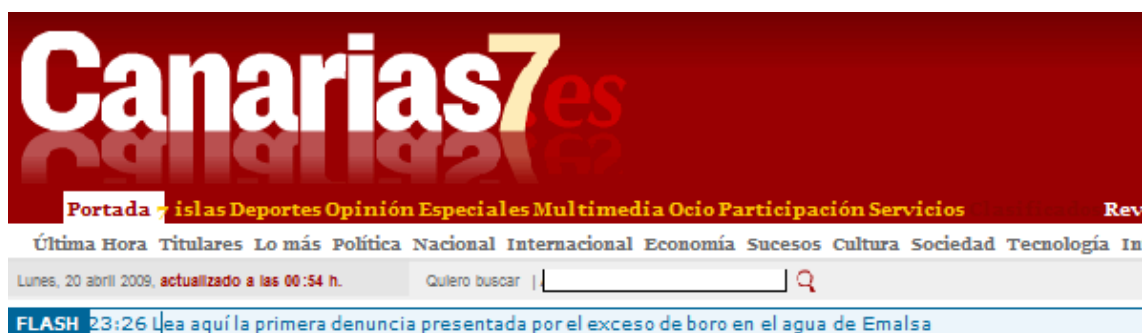 Canarias7.es
Portada 7 islas Deportes Opinión Especiales Multimedia Ocio Participación Servicios
Última Hora Titulares Lo más Política Nacional Internacional Economía Sucesos Cultura Sociedad Tecnología
Lunes, 20 abril 2009, actualizado a las 00:54 h. Quiero buscar |
FLASH 23:26 Lea aquí la primera denuncia presentada por el exceso de boro en el agua de Emalsa